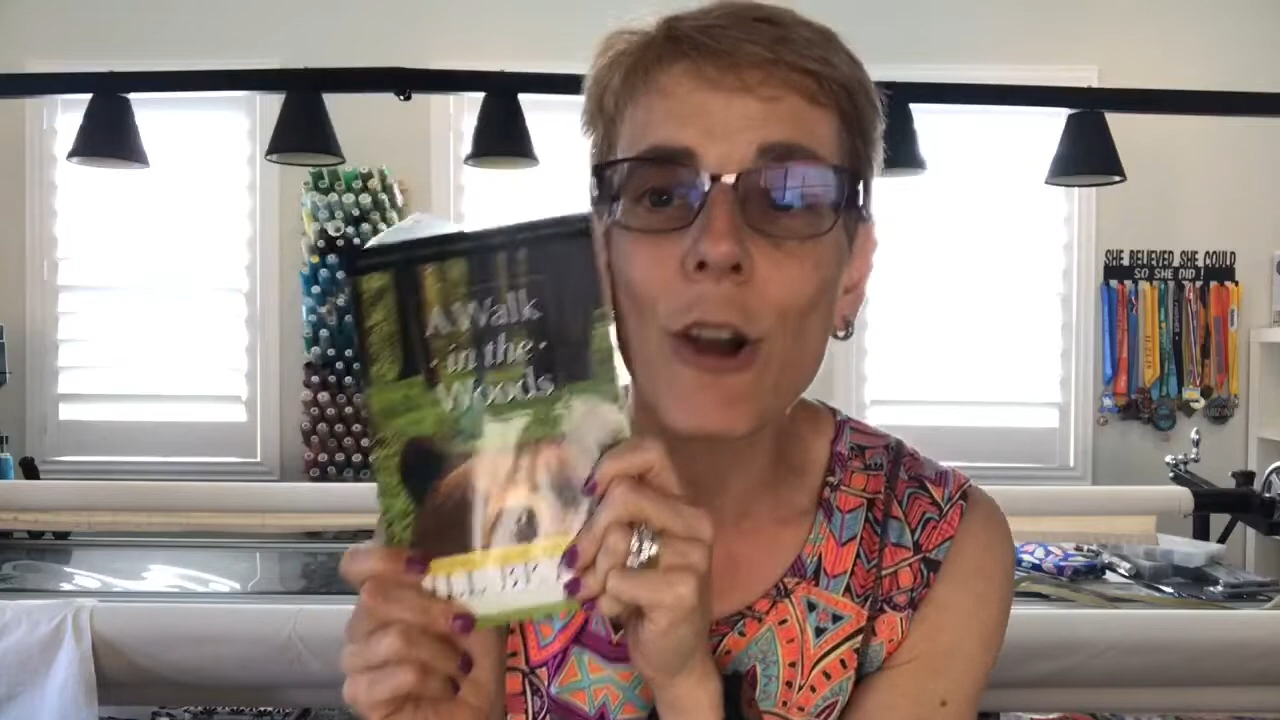 A Walk
· in the ·
Woods
SHE BELIEVED SHE COULD
SO SHE DID !